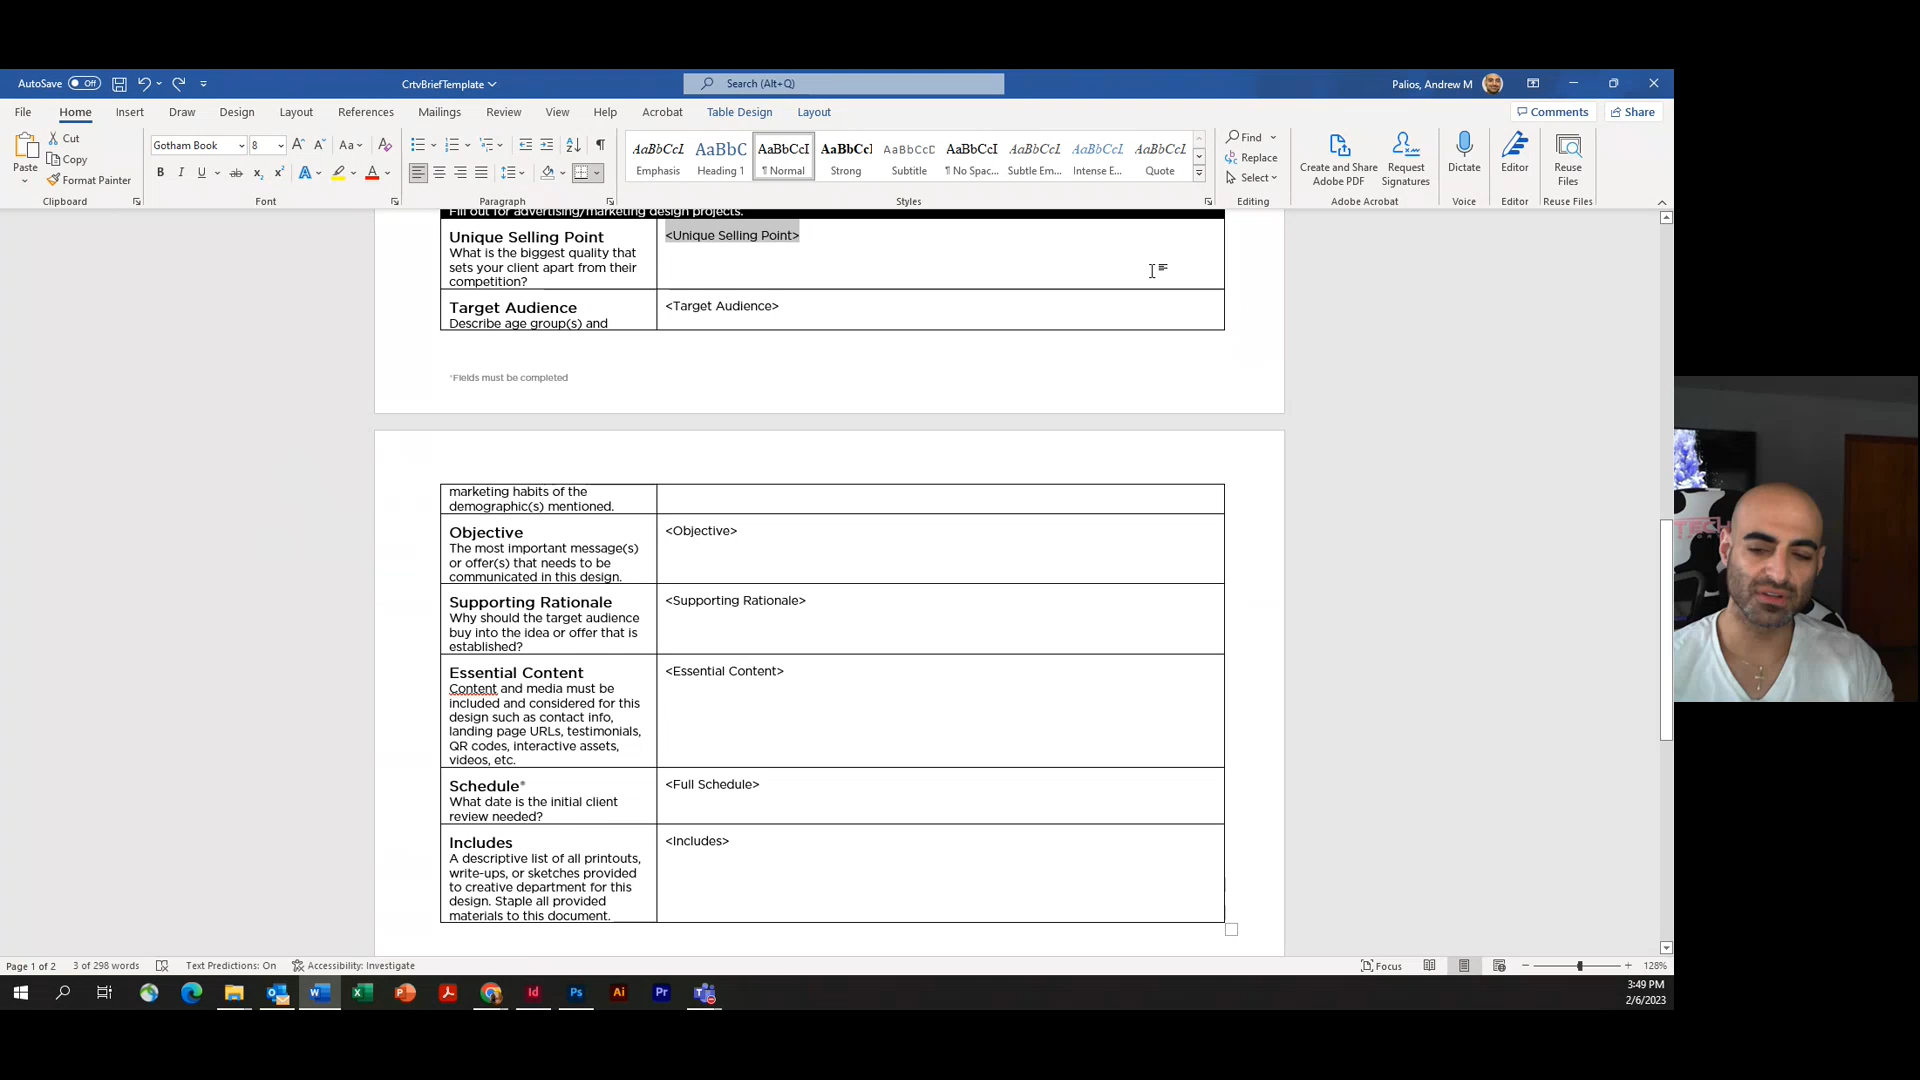 AutoSave Off
CrtvBriefTemplate
Search (Alt+Q)
Palios, Andrew M
File Home Insert Draw Design Layout References Mailings Review View Help Acrobat Table Design Layout
Comments Share
Paste
Cut
Copy
Format Painter
Clipboard
Gotham Book 8
Font
Paragraph
AaBbCcL AaBbC AaBbCcI AaBbCcI AaBbCcD AaBbCcI AaBbCcL AaBbCcI AaBbCcL
Emphasis Heading 1 ¶ Normal Strong Subtitle ¶ No Spac... Subtle Em... Intense E... Quote
Styles
Find
Replace
Select
Editing
Create and Share
Adobe PDF
Request
Signatures
Adobe Acrobat
Dictate
Voice
Editor
Editor
Reuse
Files
Reuse Files
Fill out for advertising/marketing design projects.
Unique Selling Point
What is the biggest quality that
sets your client apart from their
competition?
<Unique Selling Point>
Target Audience
Describe age group(s) and
<Target Audience>
*Fields must be completed
marketing habits of the
demographic(s) mentioned.
Objective
The most important message(s)
or offer(s) that needs to be
communicated in this design.
<Objective>
Supporting Rationale
Why should the target audience
buy into the idea or offer that is
established?
<Supporting Rationale>
Essential Content
Content and media must be
included and considered for this
design such as contact info,
landing page URLs, testimonials,
QR codes, interactive assets,
videos, etc.
<Essential Content>
Schedule*
What date is the initial client
review needed?
<Full Schedule>
Includes
A descriptive list of all printouts,
write-ups, or sketches provided
to creative department for this
design. Staple all provided
materials to this document.
<Includes>
Page 1 of 2 3 of 298 words Text Predictions: On Accessibility: Investigate
Focus
128%
3:49 PM
2/6/2023